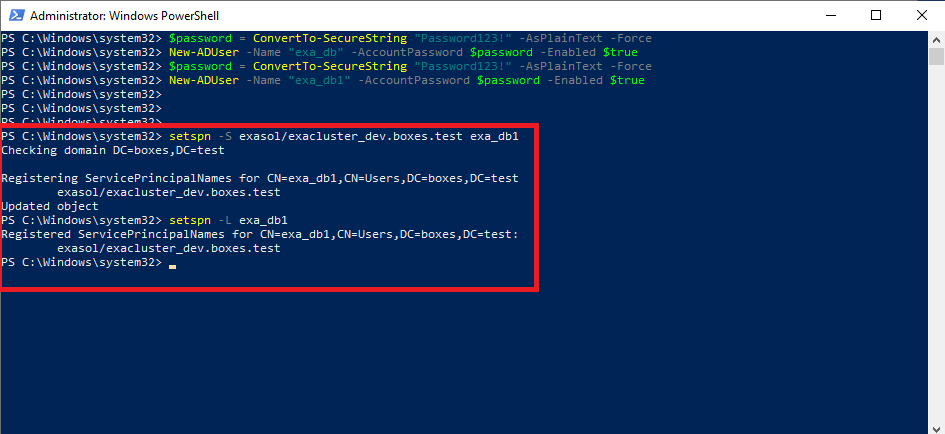 Administrator: Windows PowerShell
PS C:\Windows\system32> $password = ConvertTo-SecureString "Password123!" -AsPlainText -Force
PS C:\Windows\system32> New-ADUser -Name "exa_db" -AccountPassword $password -Enabled $true
PS C:\Windows\system32> $password = ConvertTo-SecureString "Password123!" -AsPlainText -Force
PS C:\Windows\system32> New-ADUser -Name "exa_db1" -AccountPassword $password -Enabled $true
PS C:\Windows\system32>
PS C:\Windows\system32>
PS C:\Windows\system32>
PS C:\Windows\system32> setspn -S exasol/exacluster_dev.boxes.test exa_db1
Checking domain DC=boxes,DC=test
Registering ServicePrincipalNames for CN=exa_db1,CN=Users,DC=boxes,DC=test
exasol/exacluster_dev.boxes.test
Updated object
PS C:\Windows\system32> setspn -L exa_db1
Registered ServicePrincipalNames for CN=exa_db1,CN=Users,DC=boxes,DC=test:
exasol/exacluster_dev.boxes.test
PS C:\Windows\system32>